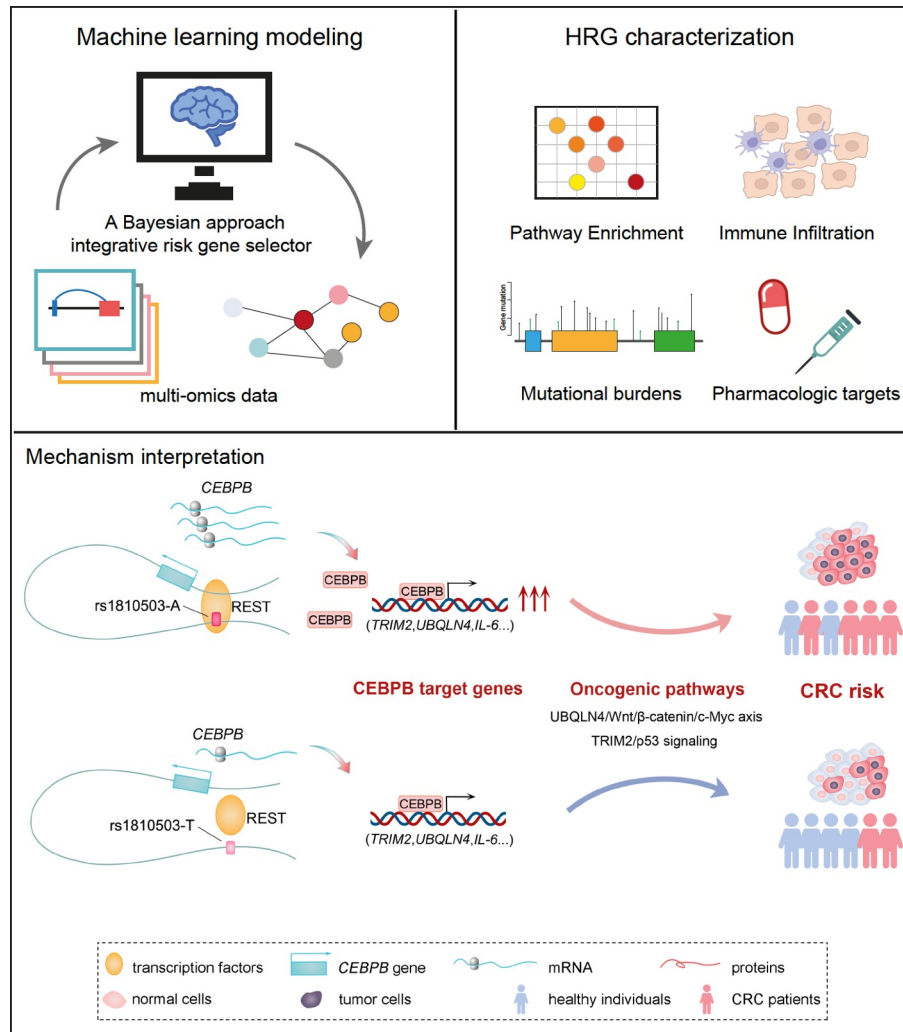 Machine learning modeling
A Bayesian approach
integrative risk gene selector
multi-omics data
HRG characterization
Pathway Enrichment
Immune Infiltration
Gene mutation
Mutational burdens
Pharmacologic targets
Mechanism interpretation
CEBPB
rs1810503-A
REST
CEBPB
CEBPB
CEBPB
(TRIM2,UBQLN4,IL-6...)
CEBPB target genes
Oncogenic pathways
CRC risk
UBQLN4/Wnt/β-catenin/c-Myc axis
TRIM2/p53 signaling
CEBPB
rs1810503-T
REST
CEBPB
(TRIM2,UBQLN4,IL-6...)
transcription factors
CEBPB gene
mRNA
proteins
normal cells
tumor cells
healthy individuals
CRC patients